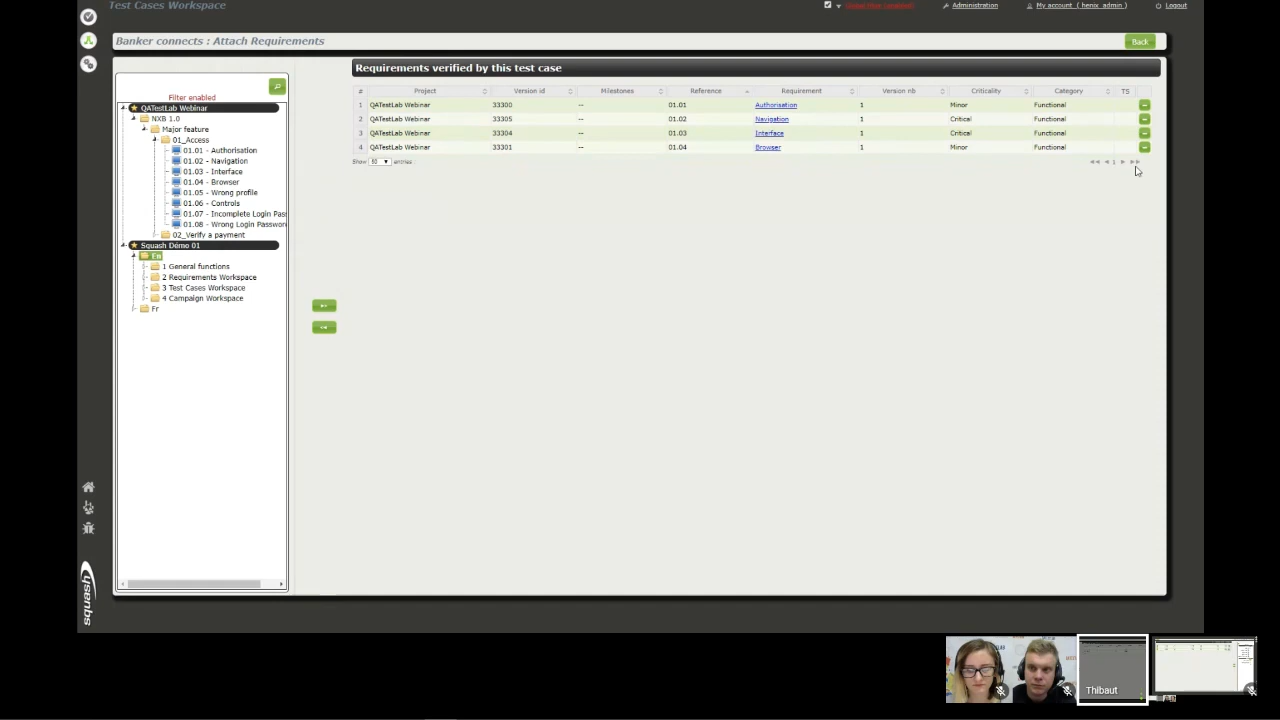 Test Cases Workspace
Administration
My account ( henix_admin )
Logout
Banker connects : Attach Requirements
Back
Filter enabled
QATestLab Webinar
NXB 1.0
Major feature
01_Access
01.01 - Authorisation
01.02 - Navigation
01.03 - Interface
01.04 - Browser
01.05 - Wrong profile
01.06 - Controls
01.07 - Incomplete Login Pas
01.08 - Wrong Login Passwor
02_Verify a payment
Squash Démo 01
En
1 General functions
2 Requirements Workspace
3 Test Cases Workspace
4 Campaign Workspace
Fr
Requirements verified by this test case
# Project Version id Milestones Reference Requirement Version nb Criticality Category TS
1 QATestLab Webinar 33300 -- 01.01 Authorisation 1 Minor Functional
2 QATestLab Webinar 33305 -- 01.02 Navigation 1 Critical Functional
3 QATestLab Webinar 33304 -- 01.03 Interface 1 Critical Functional
4 QATestLab Webinar 33301 -- 01.04 Browser 1 Minor Functional
Show 50 entries
1
squash
Thibaut